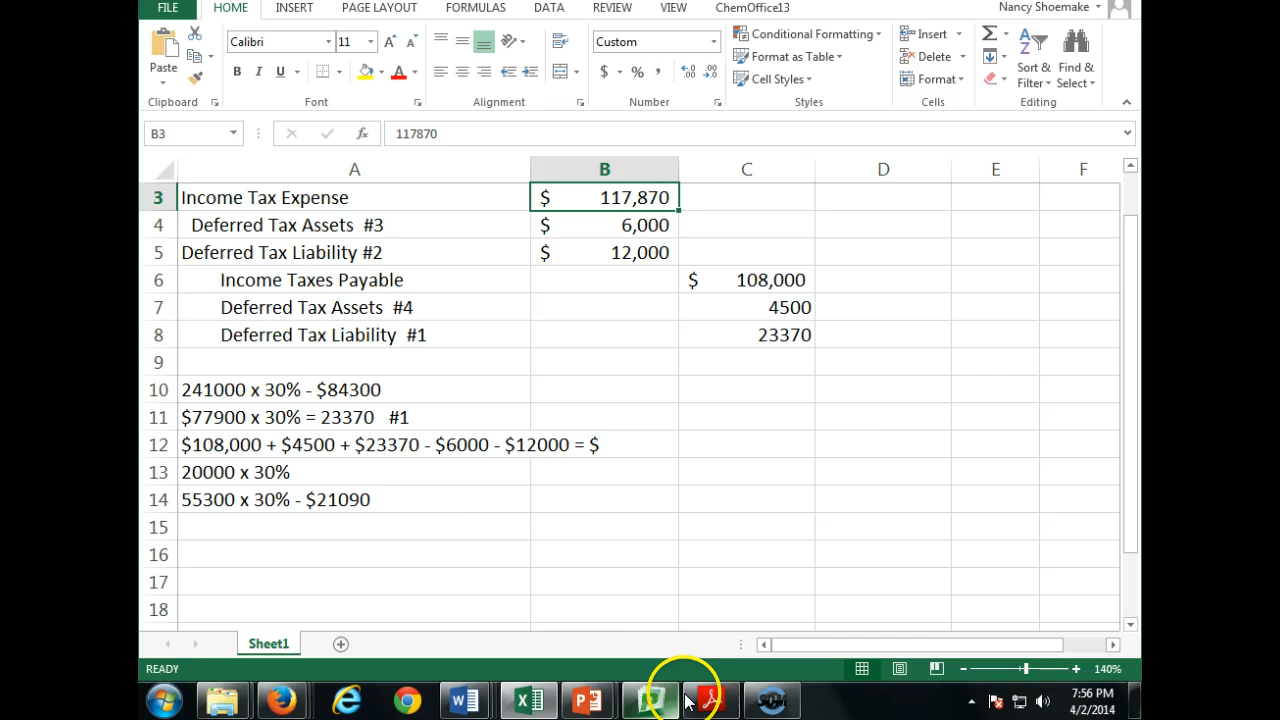 FILE HOME INSERT PAGE LAYOUT FORMULAS DATA REVIEW VIEW ChemOffice13 Nancy Shoemake
Paste Calibri 11 A A B I U A Custom $ % , Conditional Formatting Format as Table Cell Styles Insert Delete Format Sort & Filter Find & Select
Clipboard Font Alignment Number Styles Cells Editing
B3 fx 117870
A B C D E F
3 Income Tax Expense $ 117,870
4 Deferred Tax Assets #3 $ 6,000
5 Deferred Tax Liability #2 $ 12,000
6 Income Taxes Payable $ 108,000
7 Deferred Tax Assets #4 4500
8 Deferred Tax Liability #1 23370
9
10 241000 x 30% - $84300
11 $77900 x 30% = 23370 #1
12 $108,000 + $4500 + $23370 - $6000 - $12000 = $
13 20000 x 30%
14 55300 x 30% - $21090
15
16
17
18
Sheet1
READY 140%
7:56 PM
4/2/2014